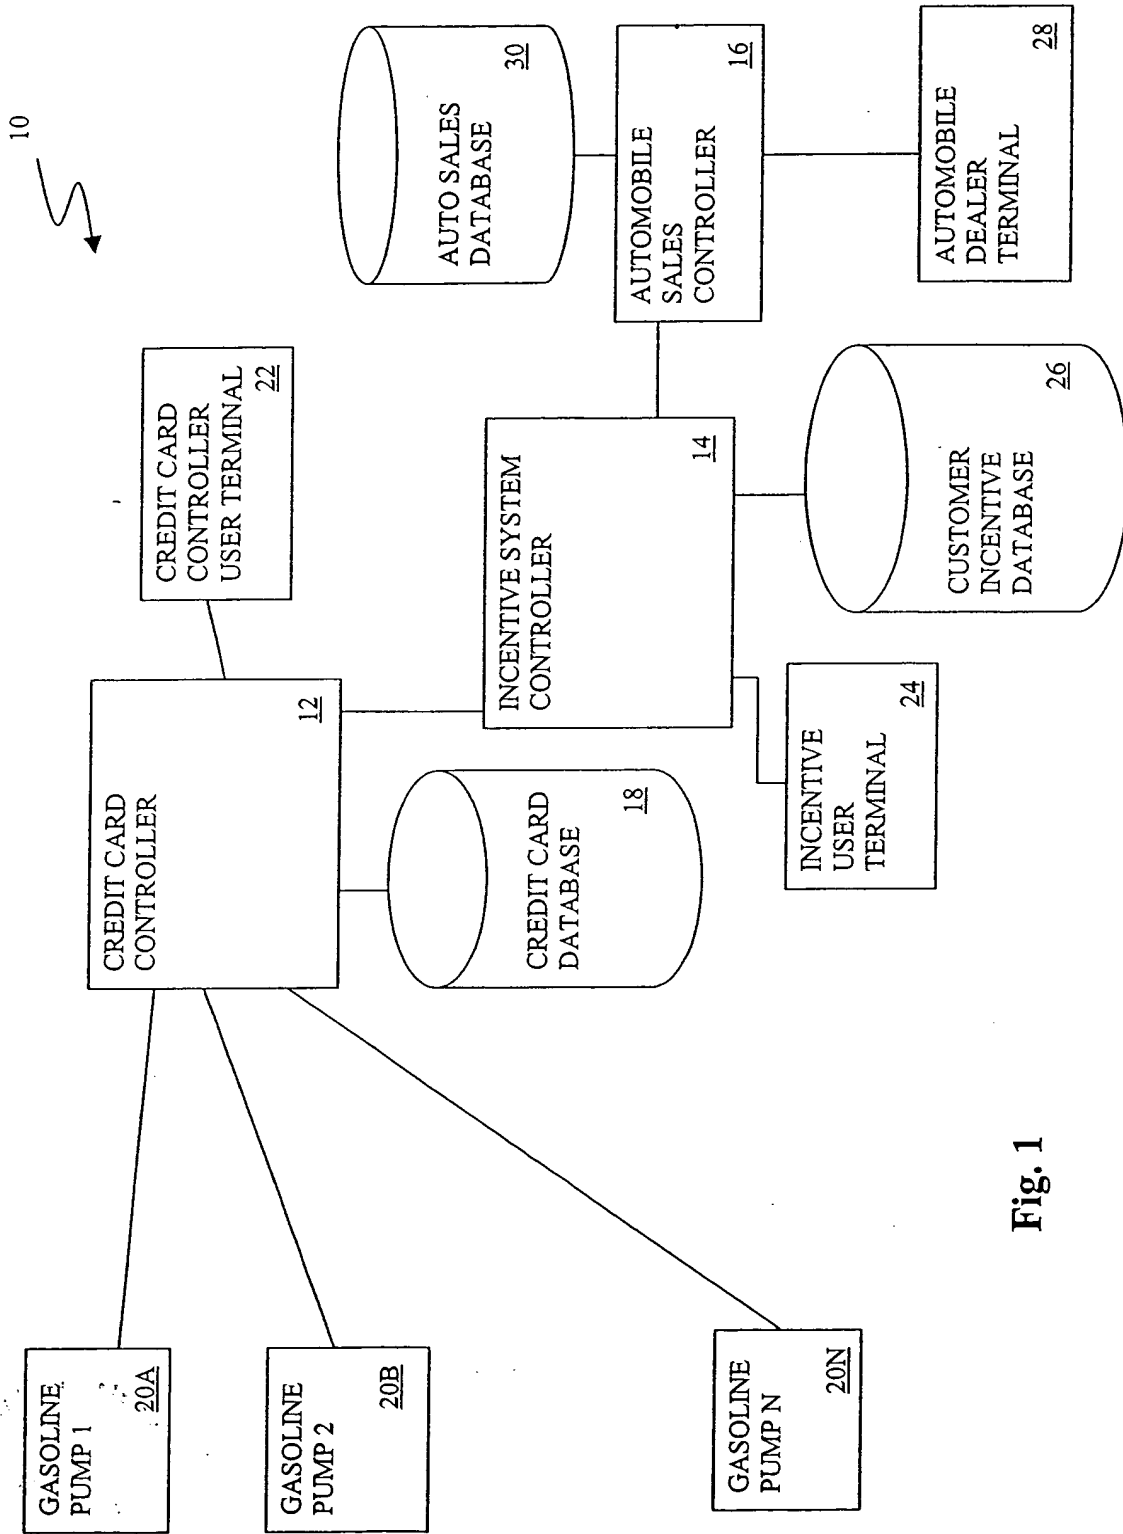 10
GASOLINE
PUMP 1
20A
GASOLINE
PUMP 2
20B
GASOLINE
PUMP N
20N
CREDIT CARD
CONTROLLER
12
CREDIT CARD
CONTROLLER
USER TERMINAL
22
CREDIT CARD
DATABASE
18
INCENTIVE SYSTEM
CONTROLLER
14
INCENTIVE
USER
TERMINAL
24
CUSTOMER
INCENTIVE
DATABASE
26
AUTO SALES
DATABASE
30
AUTOMOBILE
SALES
CONTROLLER
16
AUTOMOBILE
DEALER
TERMINAL
28
Fig. 1